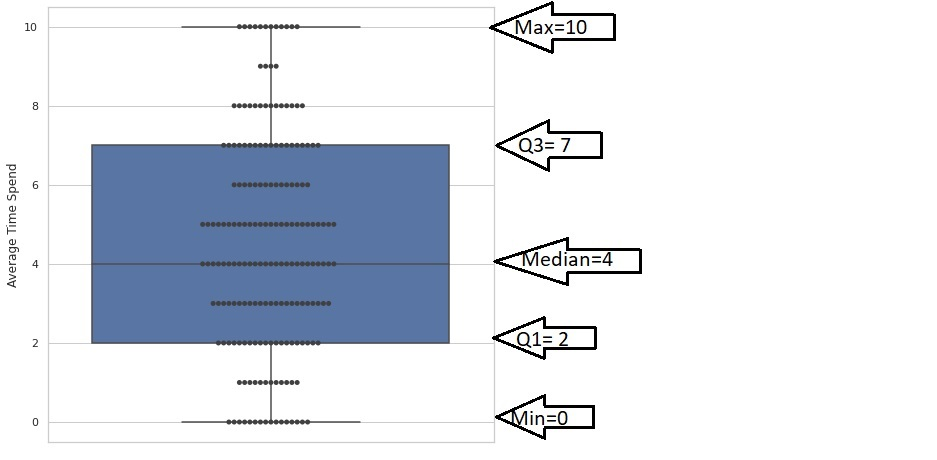 10
Max=10
8
Q3= 7
6
Average Time Spend
4
Median=4
2
Q1= 2
0
Min=0